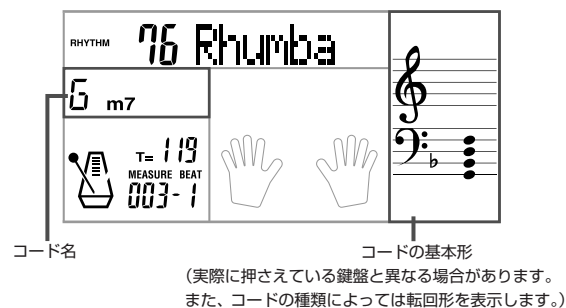 RHYTHM 76 Rhumba
G m7
T= 119
MEASURE BEAT
003- 1
コード名
コードの基本形
(実際に押さえている鍵盤と異なる場合があります。
また、コードの種類によっては転回形を表示します。)